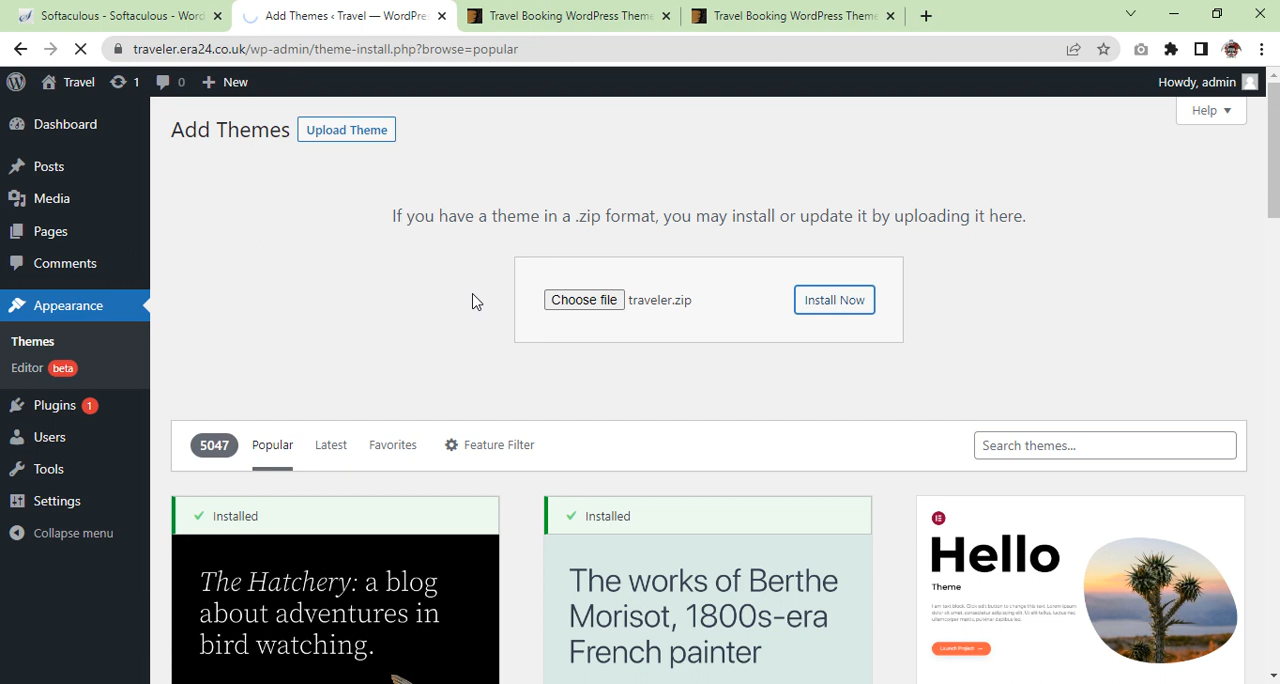 Softaculous - Softaculous - Word
Add Themes ‹ Travel — WordPre
Travel Booking WordPress Theme
Travel Booking WordPress Theme
traveler.era24.co.uk/wp-admin/theme-install.php?browse=popular
Travel
1
0
New
Howdy, admin
Dashboard
Posts
Media
Pages
Comments
Appearance
Themes
Editor beta
Plugins 1
Users
Tools
Settings
Collapse menu
Help
Add Themes
Upload Theme
If you have a theme in a .zip format, you may install or update it by uploading it here.
Choose file traveler.zip
Install Now
5047
Popular
Latest
Favorites
Feature Filter
Search themes...
Installed
The Hatchery: a blog
about adventures in
bird watching.
Installed
The works of Berthe
Morisot, 1800s-era
French painter
Hello
Theme
Launch Project →